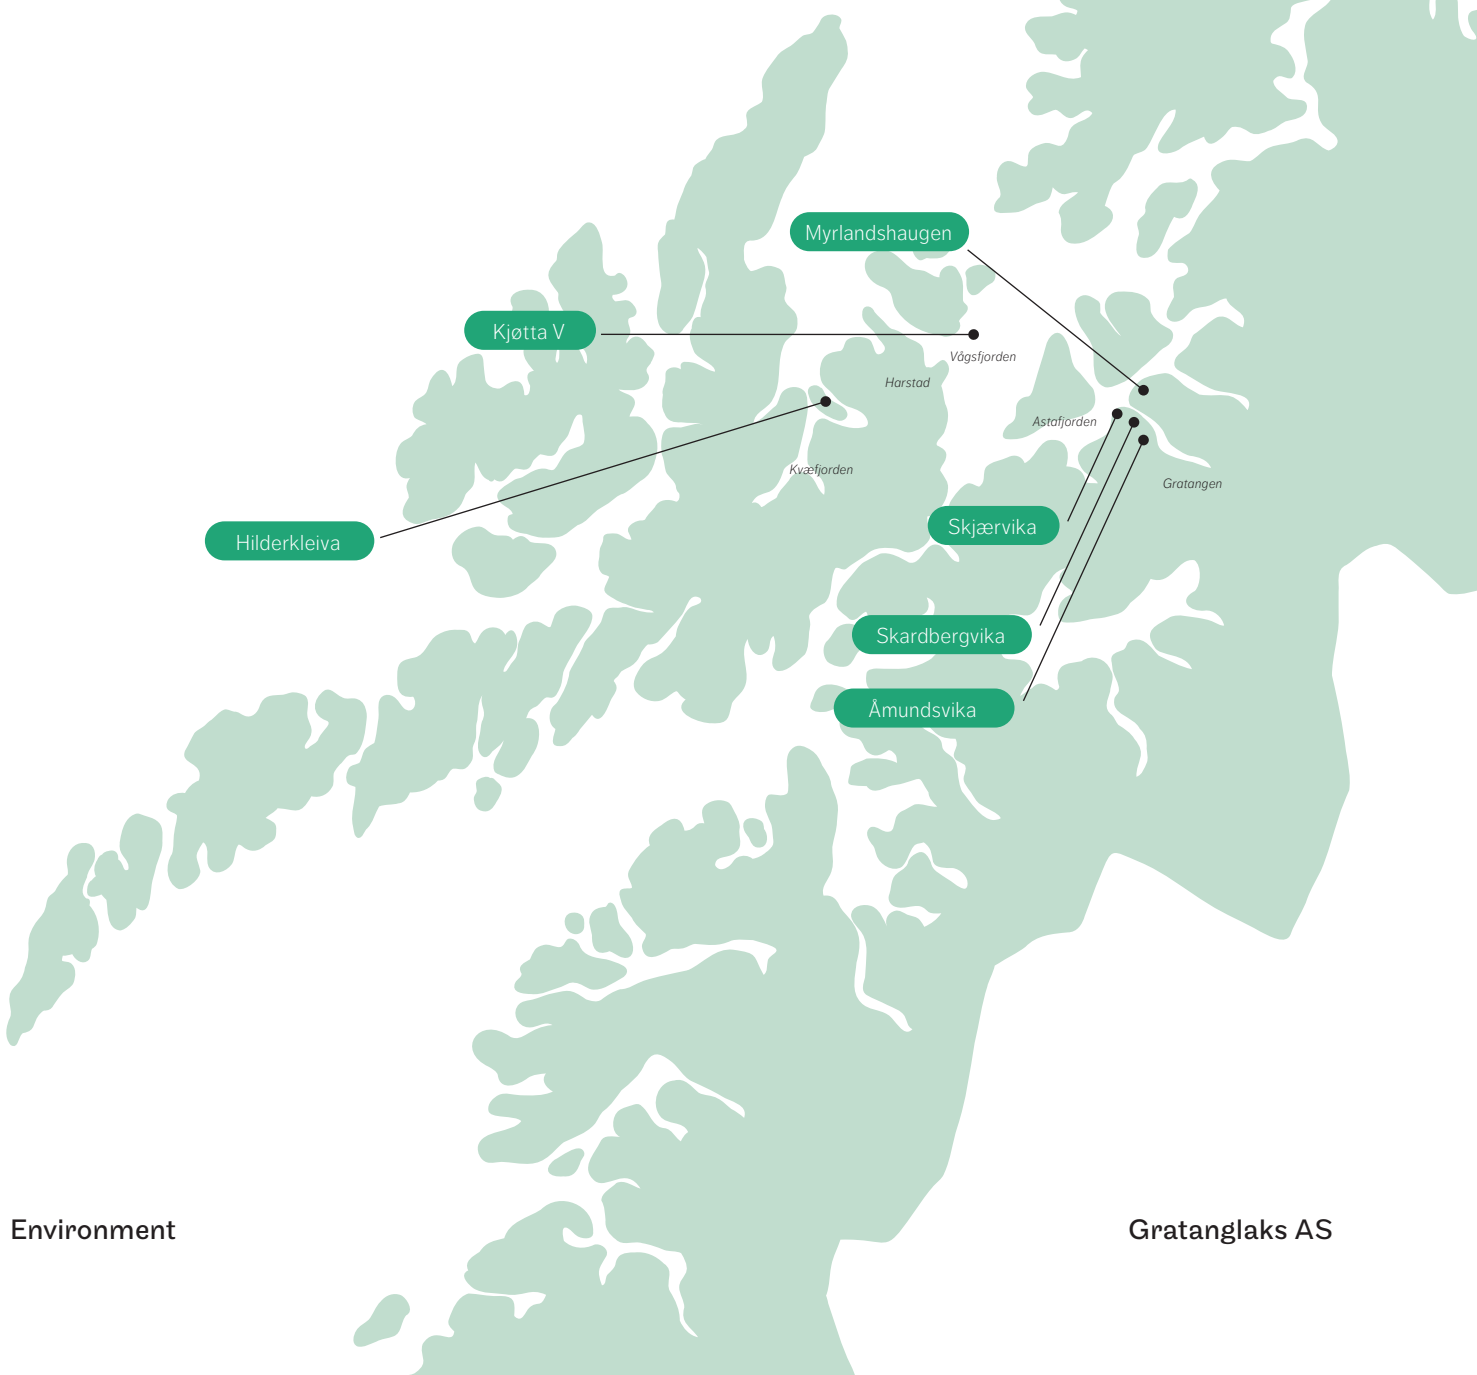 Myrlandshaugen
Kjøtta V
Vågsfjorden
Harstad
Astafjorden
Kvæfjorden
Gratangen
Skjærvika
Hilderkleiva
Skardbergvika
Åmundsvika
Environment
Gratanglaks AS